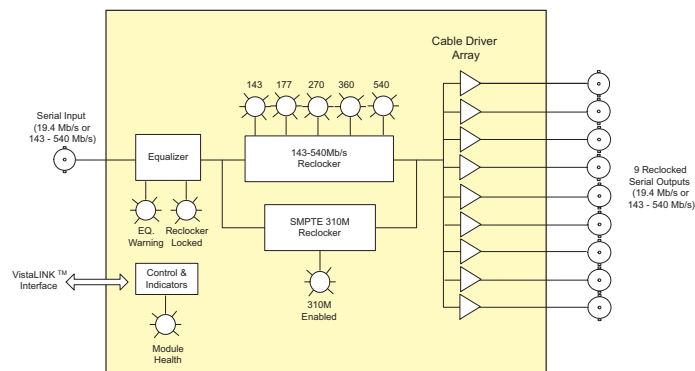 Cable Driver
Array
143
177
270
360
540
Serial Input
(19.4 Mb/s or
143 - 540 Mb/s)
Equalizer
143-540Mb/s
Reclocker
9 Reclocked
Serial Outputs
(19.4 Mb/s or
143 - 540 Mb/s)
EQ.
Warning
Reclocker
Locked
SMPTE 310M
Reclocker
VistaLINK ™
Interface
Control &
Indicators
310M
Enabled
Module
Health